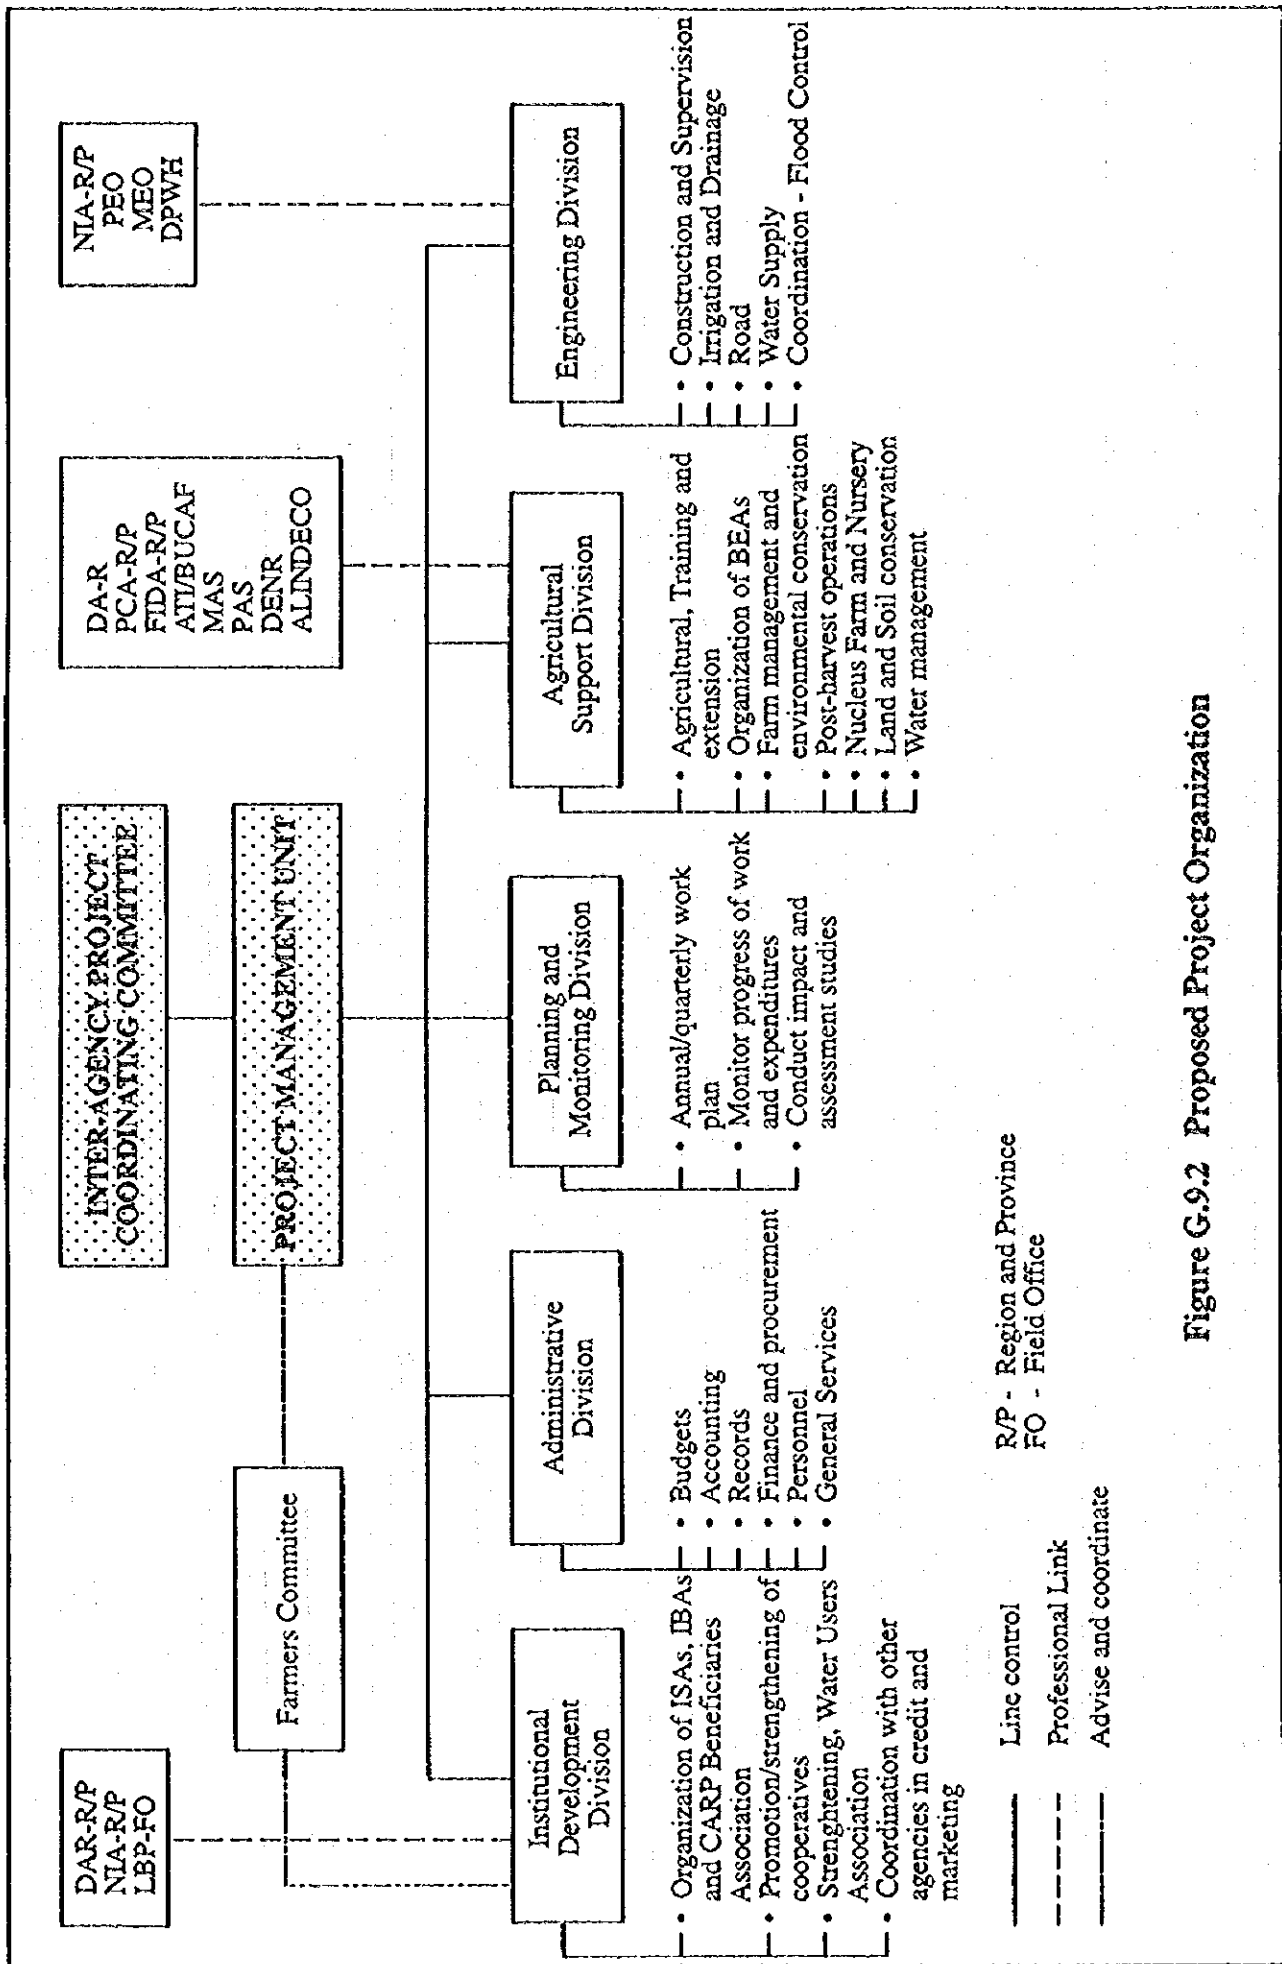 INTER-AGENCY PROJECT
COORDINATING COMMITTEE
PROJECT MANAGEMENT UNIT
DAR-R/P
NIA-R/P
LBP-FO
Farmers Committee
DA-R
PCA-R/P
FIDA-R/P
ATI/BUCAF
MAS
PAS
DENR
ALINDECO
NIA-R/P
PEO
MEO
DPWH
Institutional
Development
Division
• Organization of ISAs, IBAs
and CARP Beneficiaries
Association
• Promotion/strengthening of
cooperatives
• Strenghtening, Water Users
Association
• Coordination with other
agencies in credit and
marketing
Administrative
Division
• Budgets
• Accounting
• Records
• Finance and procurement
• Personnel
• General Services
Planning and
Monitoring Division
• Annual/quarterly work
plan
• Monitor progress of work
and expenditures
• Conduct impact and
assessment studies
Agricultural
Support Division
• Agricultural, Training and
extension
• Organization of BEAs
• Farm management and
environmental conservation
• Post-harvest operations
• Nucleus Farm and Nursery
• Land and Soil conservation
• Water management
Engineering Division
• Construction and Supervision
• Irrigation and Drainage
• Road
• Water Supply
• Coordination - Flood Control
Line control
Professional Link
Advise and coordinate
R/P - Region and Province
FO - Field Office
Figure G.9.2 Proposed Project Organization